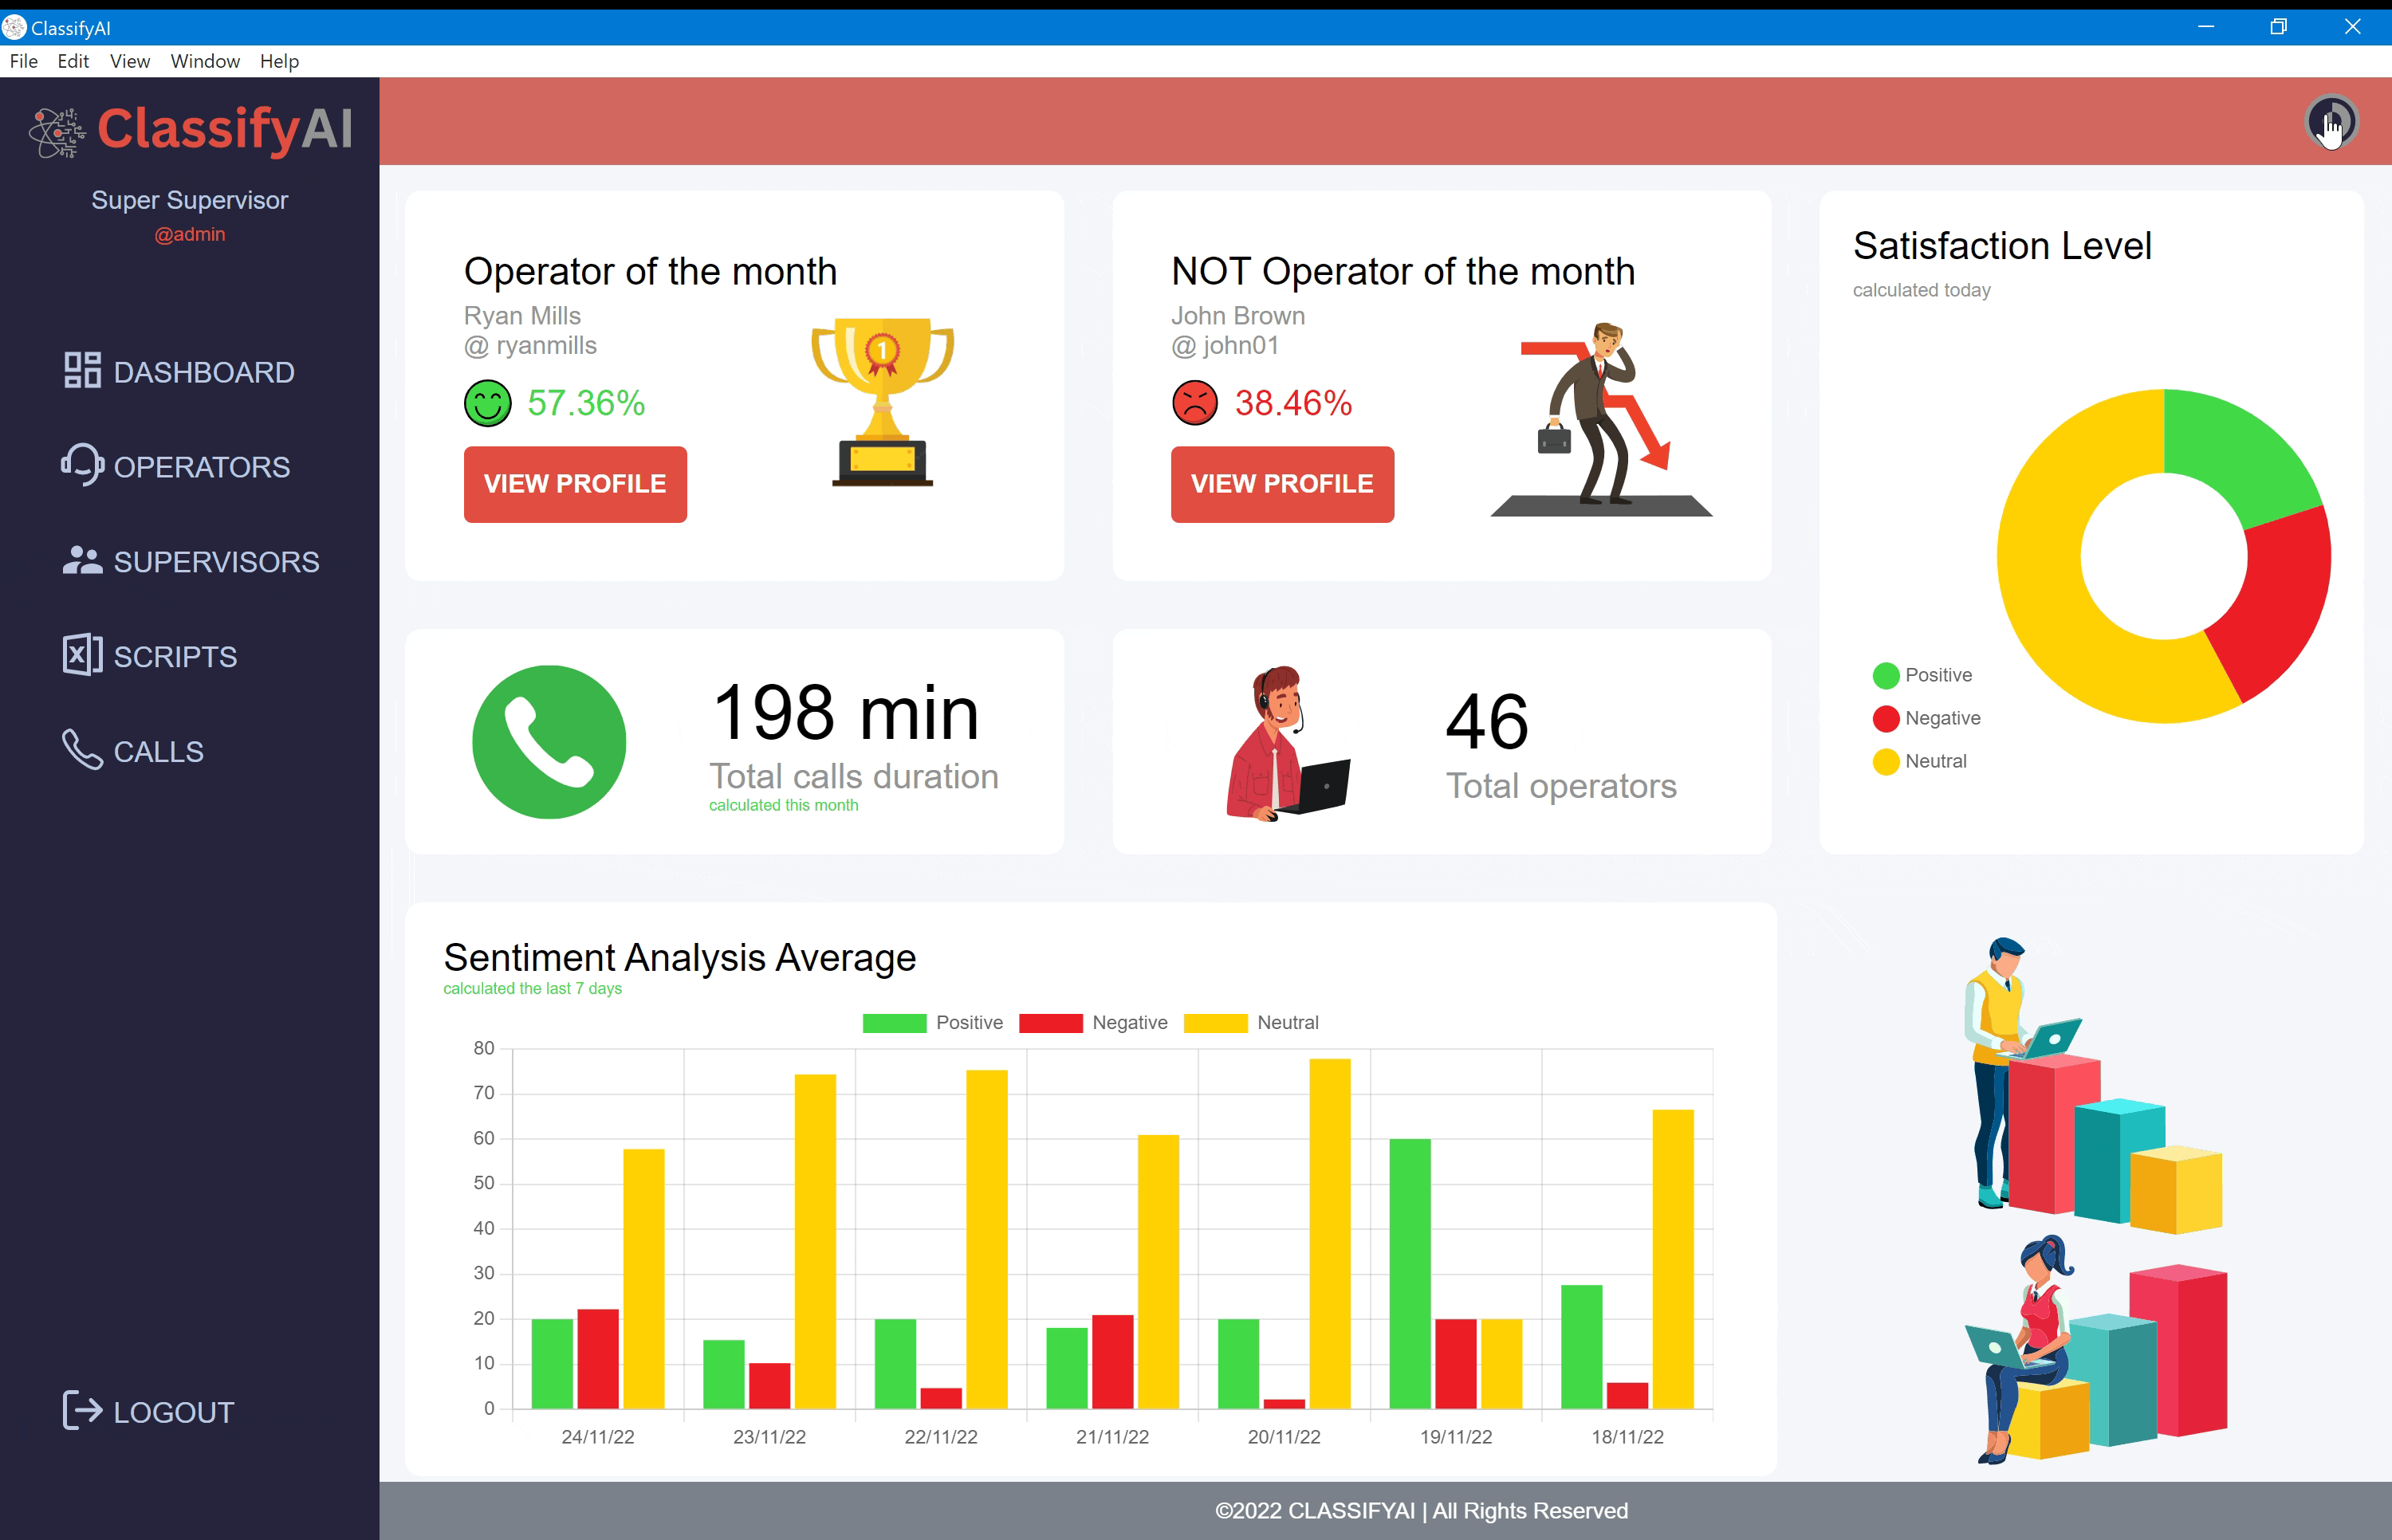 ClassifyAI
File Edit View Window Help
ClassifyAI
Super Supervisor
@admin
DASHBOARD
OPERATORS
SUPERVISORS
SCRIPTS
CALLS
LOGOUT
Operator of the month
Ryan Mills
@ ryanmills
57.36%
VIEW PROFILE
1
NOT Operator of the month
John Brown
@ john01
38.46%
VIEW PROFILE
Satisfaction Level
calculated today
Positive
Negative
Neutral
198 min
Total calls duration
calculated this month
46
Total operators
Sentiment Analysis Average
calculated the last 7 days
Positive Negative Neutral
80
70
60
50
40
30
20
10
0
24/11/22 23/11/22 22/11/22 21/11/22 20/11/22 19/11/22 18/11/22
©2022 CLASSIFYAI | All Rights Reserved